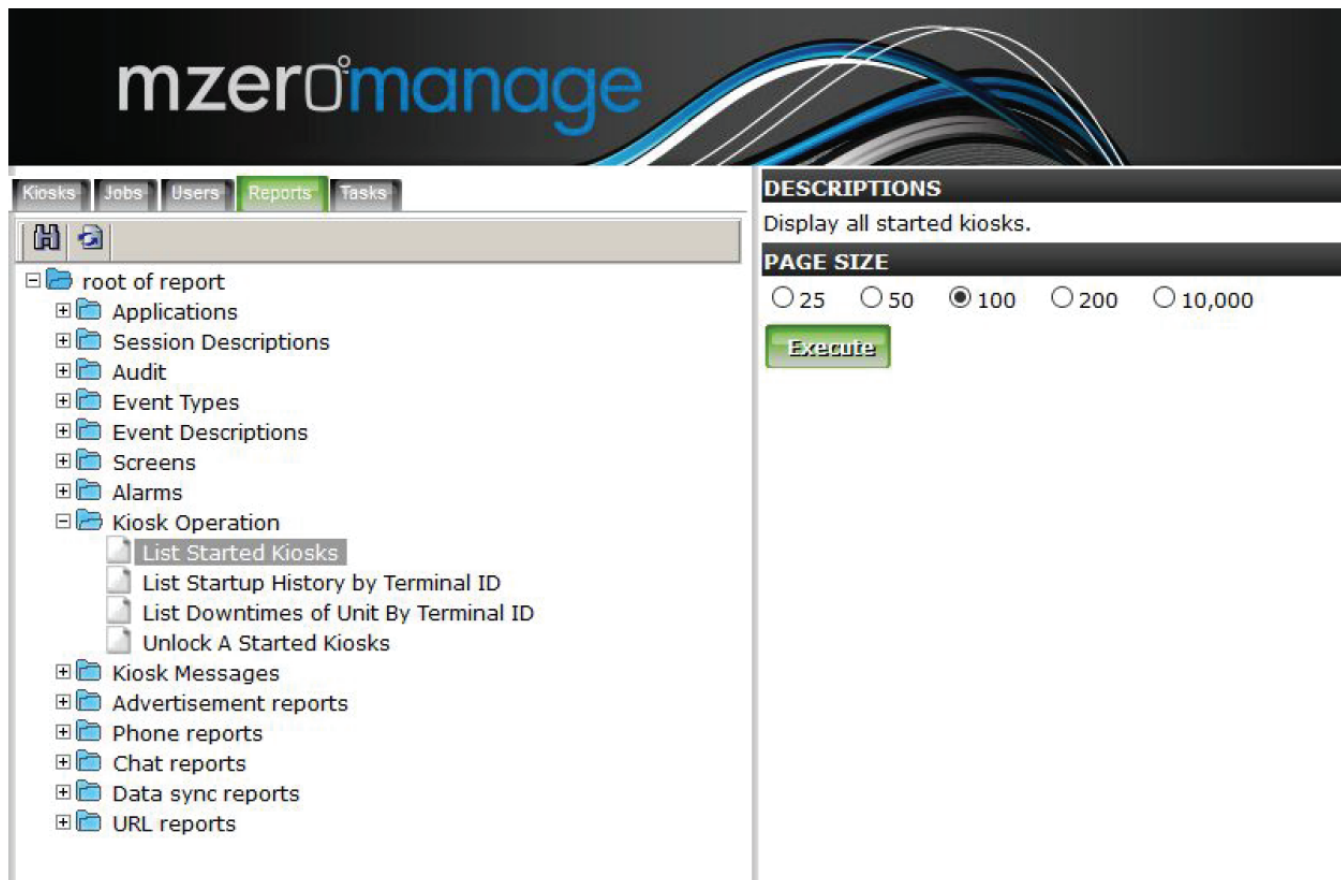 mzero manage
Kiosks Jobs Users Reports Tasks
root of report
Applications
Session Descriptions
Audit
Event Types
Event Descriptions
Screens
Alarms
Kiosk Operation
List Started Kiosks
List Startup History by Terminal ID
List Downtimes of Unit By Terminal ID
Unlock A Started Kiosks
Kiosk Messages
Advertisement reports
Phone reports
Chat reports
Data sync reports
URL reports
DESCRIPTIONS
Display all started kiosks.
PAGE SIZE
25 50 100 200 10,000
Execute